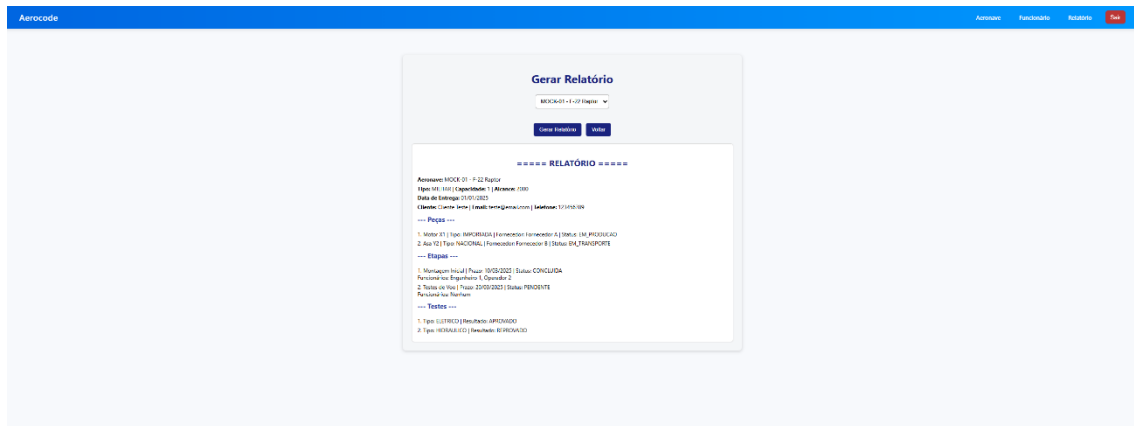 Aerocode
Aeronave Funcionário Relatório Sair
Gerar Relatório
MOCK-01 - F-22 Raptor
Gerar Relatório Voltar
===== RELATÓRIO =====
Aeronave: MOCK-01 - F-22 Raptor
Tipo: MILITAR | Capacidade: 1 | Alcance:
Data de Entrega: 01/01/2025
Cliente: Cliente Teste | Email: teste@email.com | Telefone: 123456789
--- Peças ---
1. Motor X1 | Tipo: IMPORTADA | Fornecedor: Fornecedor A | Status: EM_PRODUCAO
2. Asa Y2 | Tipo: NACIONAL | Fornecedor: Fornecedor B | Status: EM_TRANSPORTE
--- Etapas ---
1. Montagem Inicial | Prazo: 10/03/2025 | Status: CONCLUIDA
Funcionários: Engenheiro 1, Operador 2
2. Testes de Voo | Prazo: 20/03/2025 | Status: PENDENTE
Funcionários: Nenhum
--- Testes ---
1. Tipo: ELETRICO | Resultado: APROVADO
2. Tipo: HIDRAULICO | Resultado: REPROVADO